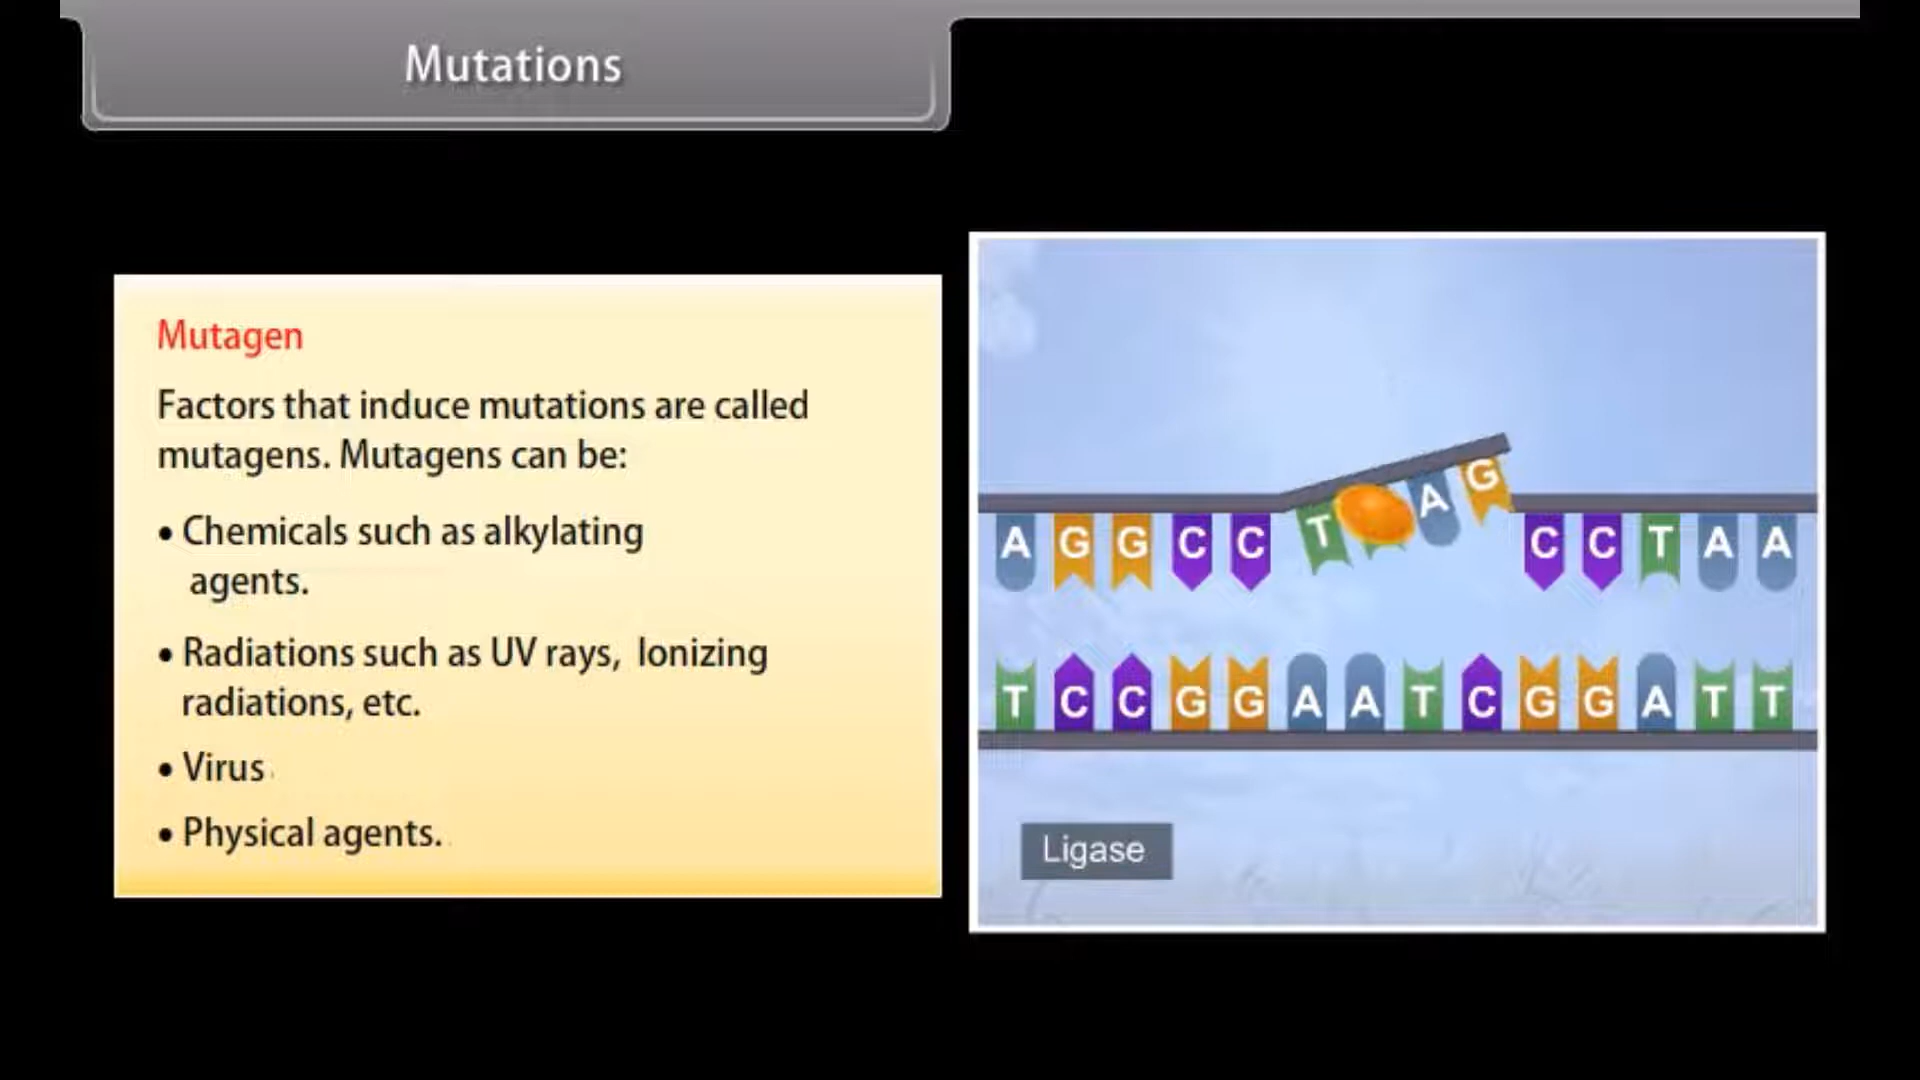 Mutations
Mutagen
Factors that induce mutations are called
mutagens. Mutagens can be:
• Chemicals such as alkylating
agents.
• Radiations such as UV rays, Ionizing
radiations, etc.
• Virus
• Physical agents.
A G G C C T A G C C T A A
T C C G G A A T C G G A T T
Ligase